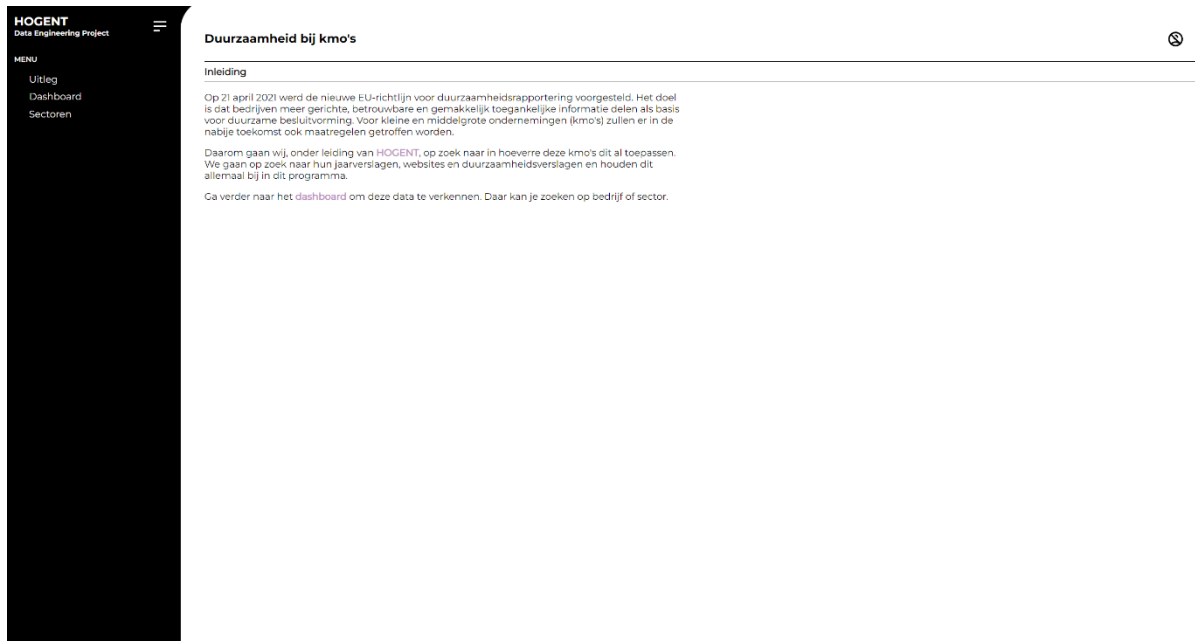 HOGENT
Data Engineering Project
MENU
Uitleg
Dashboard
Sectoren
Duurzaamheid bij kmo's
Inleiding
Op 21 april 2021 werd de nieuwe EU-richtlijn voor duurzaamheidsrapportering voorgesteld. Het doel
is dat bedrijven meer gerichte, betrouwbare en gemakkelijk toegankelijke informatie delen als basis
voor duurzame besluitvorming. Voor kleine en middelgrote ondernemingen (kmo's) zullen er in de
nabije toekomst ook maatregelen getroffen worden.
Daarom gaan wij, onder leiding van HOGENT, op zoek naar in hoeverre deze kmo's dit al toepassen.
We gaan op zoek naar hun jaarverslagen, websites en duurzaamheidsverslagen en houden dit
allemaal bij in dit programma.
Ga verder naar het dashboard om deze data te verkennen. Daar kan je zoeken op bedrijf of sector.